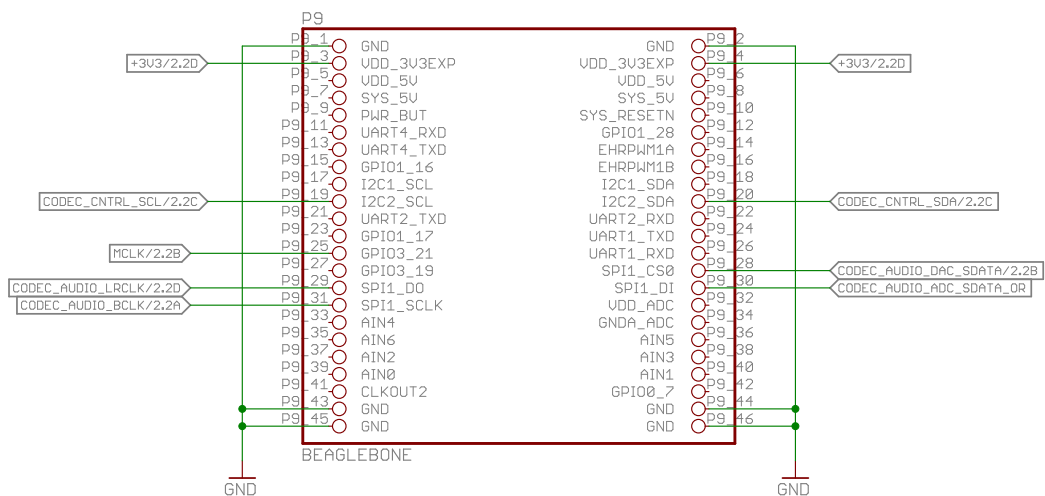 P9
P9_1 GND GND P9_2
+3V3/2.2D P9_3 VDD_3V3EXP VDD_3V3EXP P9_4 +3V3/2.2D
P9_5 VDD_5V VDD_5V P9_6
P9_7 SYS_5V SYS_5V P9_8
P9_9 PWR_BUT SYS_RESETN P9_10
P9_11 UART4_RXD GPIO1_28 P9_12
P9_13 UART4_TXD EHRPWM1A P9_14
P9_15 GPIO1_16 EHRPWM1B P9_16
P9_17 I2C1_SCL I2C1_SDA P9_18
CODEC_CNTRL_SCL/2.2C P9_19 I2C2_SCL I2C2_SDA P9_20 CODEC_CNTRL_SDA/2.2C
P9_21 UART2_TXD UART2_RXD P9_22
P9_23 GPIO1_17 UART1_TXD P9_24
MCLK/2.2B P9_25 GPIO3_21 UART1_RXD P9_26
P9_27 GPIO3_19 SPI1_CS0 P9_28 CODEC_AUDIO_DAC_SDATA/2.2B
CODEC_AUDIO_LRCLK/2.2D P9_29 SPI1_DO SPI1_DI P9_30 CODEC_AUDIO_ADC_SDATA_OR
CODEC_AUDIO_BCLK/2.2A P9_31 SPI1_SCLK VDD_ADC P9_32
P9_33 AIN4 GNDA_ADC P9_34
P9_35 AIN6 AIN5 P9_36
P9_37 AIN2 AIN3 P9_38
P9_39 AIN0 AIN1 P9_40
P9_41 CLKOUT2 GPIO0_7 P9_42
P9_43 GND GND P9_44
P9_45 GND GND P9_46
BEAGLEBONE
GND GND